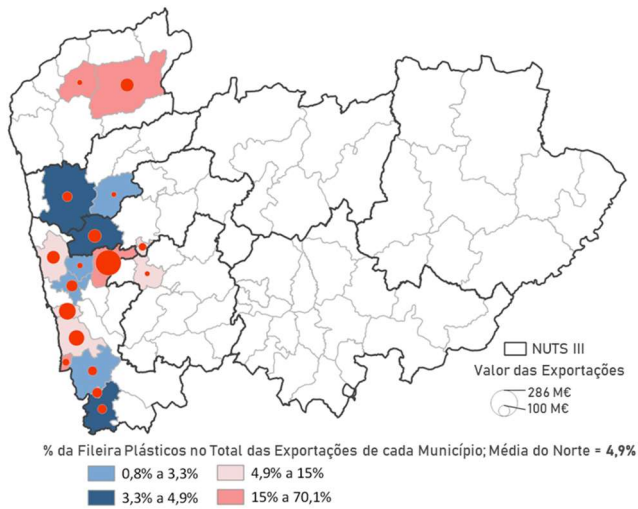 NUTS III
Valor das Exportações
286 M€
100 M€
% da Fileira Plásticos no Total das Exportações de cada Município; Média do Norte = 4,9%
0,8% a 3,3%
4,9% a 15%
3,3% a 4,9%
15% a 70,1%